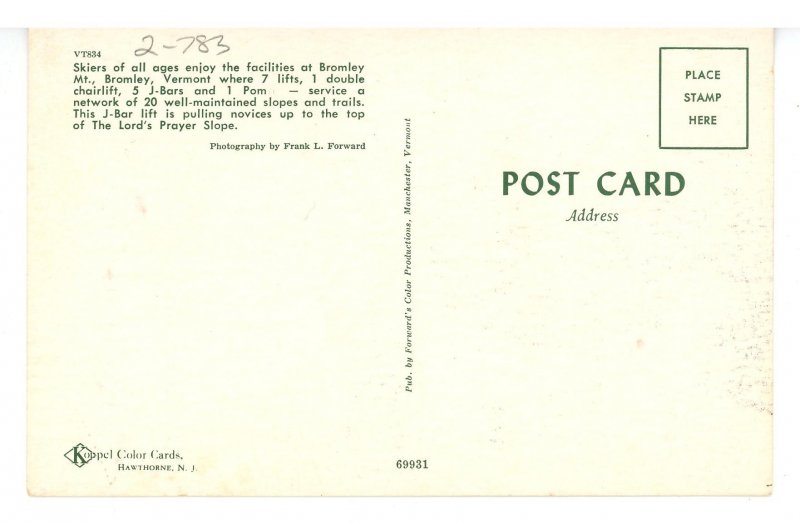 2-783
VT834
Skiers of all ages enjoy the facilities at Bromley
Mt., Bromley, Vermont where 7 lifts, 1 double
chairlift, 5 J-Bars and 1 Pom — service a
network of 20 well-maintained slopes and trails.
This J-Bar lift is pulling novices up to the top
of The Lord's Prayer Slope.
Photography by Frank L. Forward
Pub. by Forward's Color Productions, Manchester, Vermont
PLACE
STAMP
HERE
POST CARD
Address
Koppel Color Cards,
HAWTHORNE, N. J.
69931